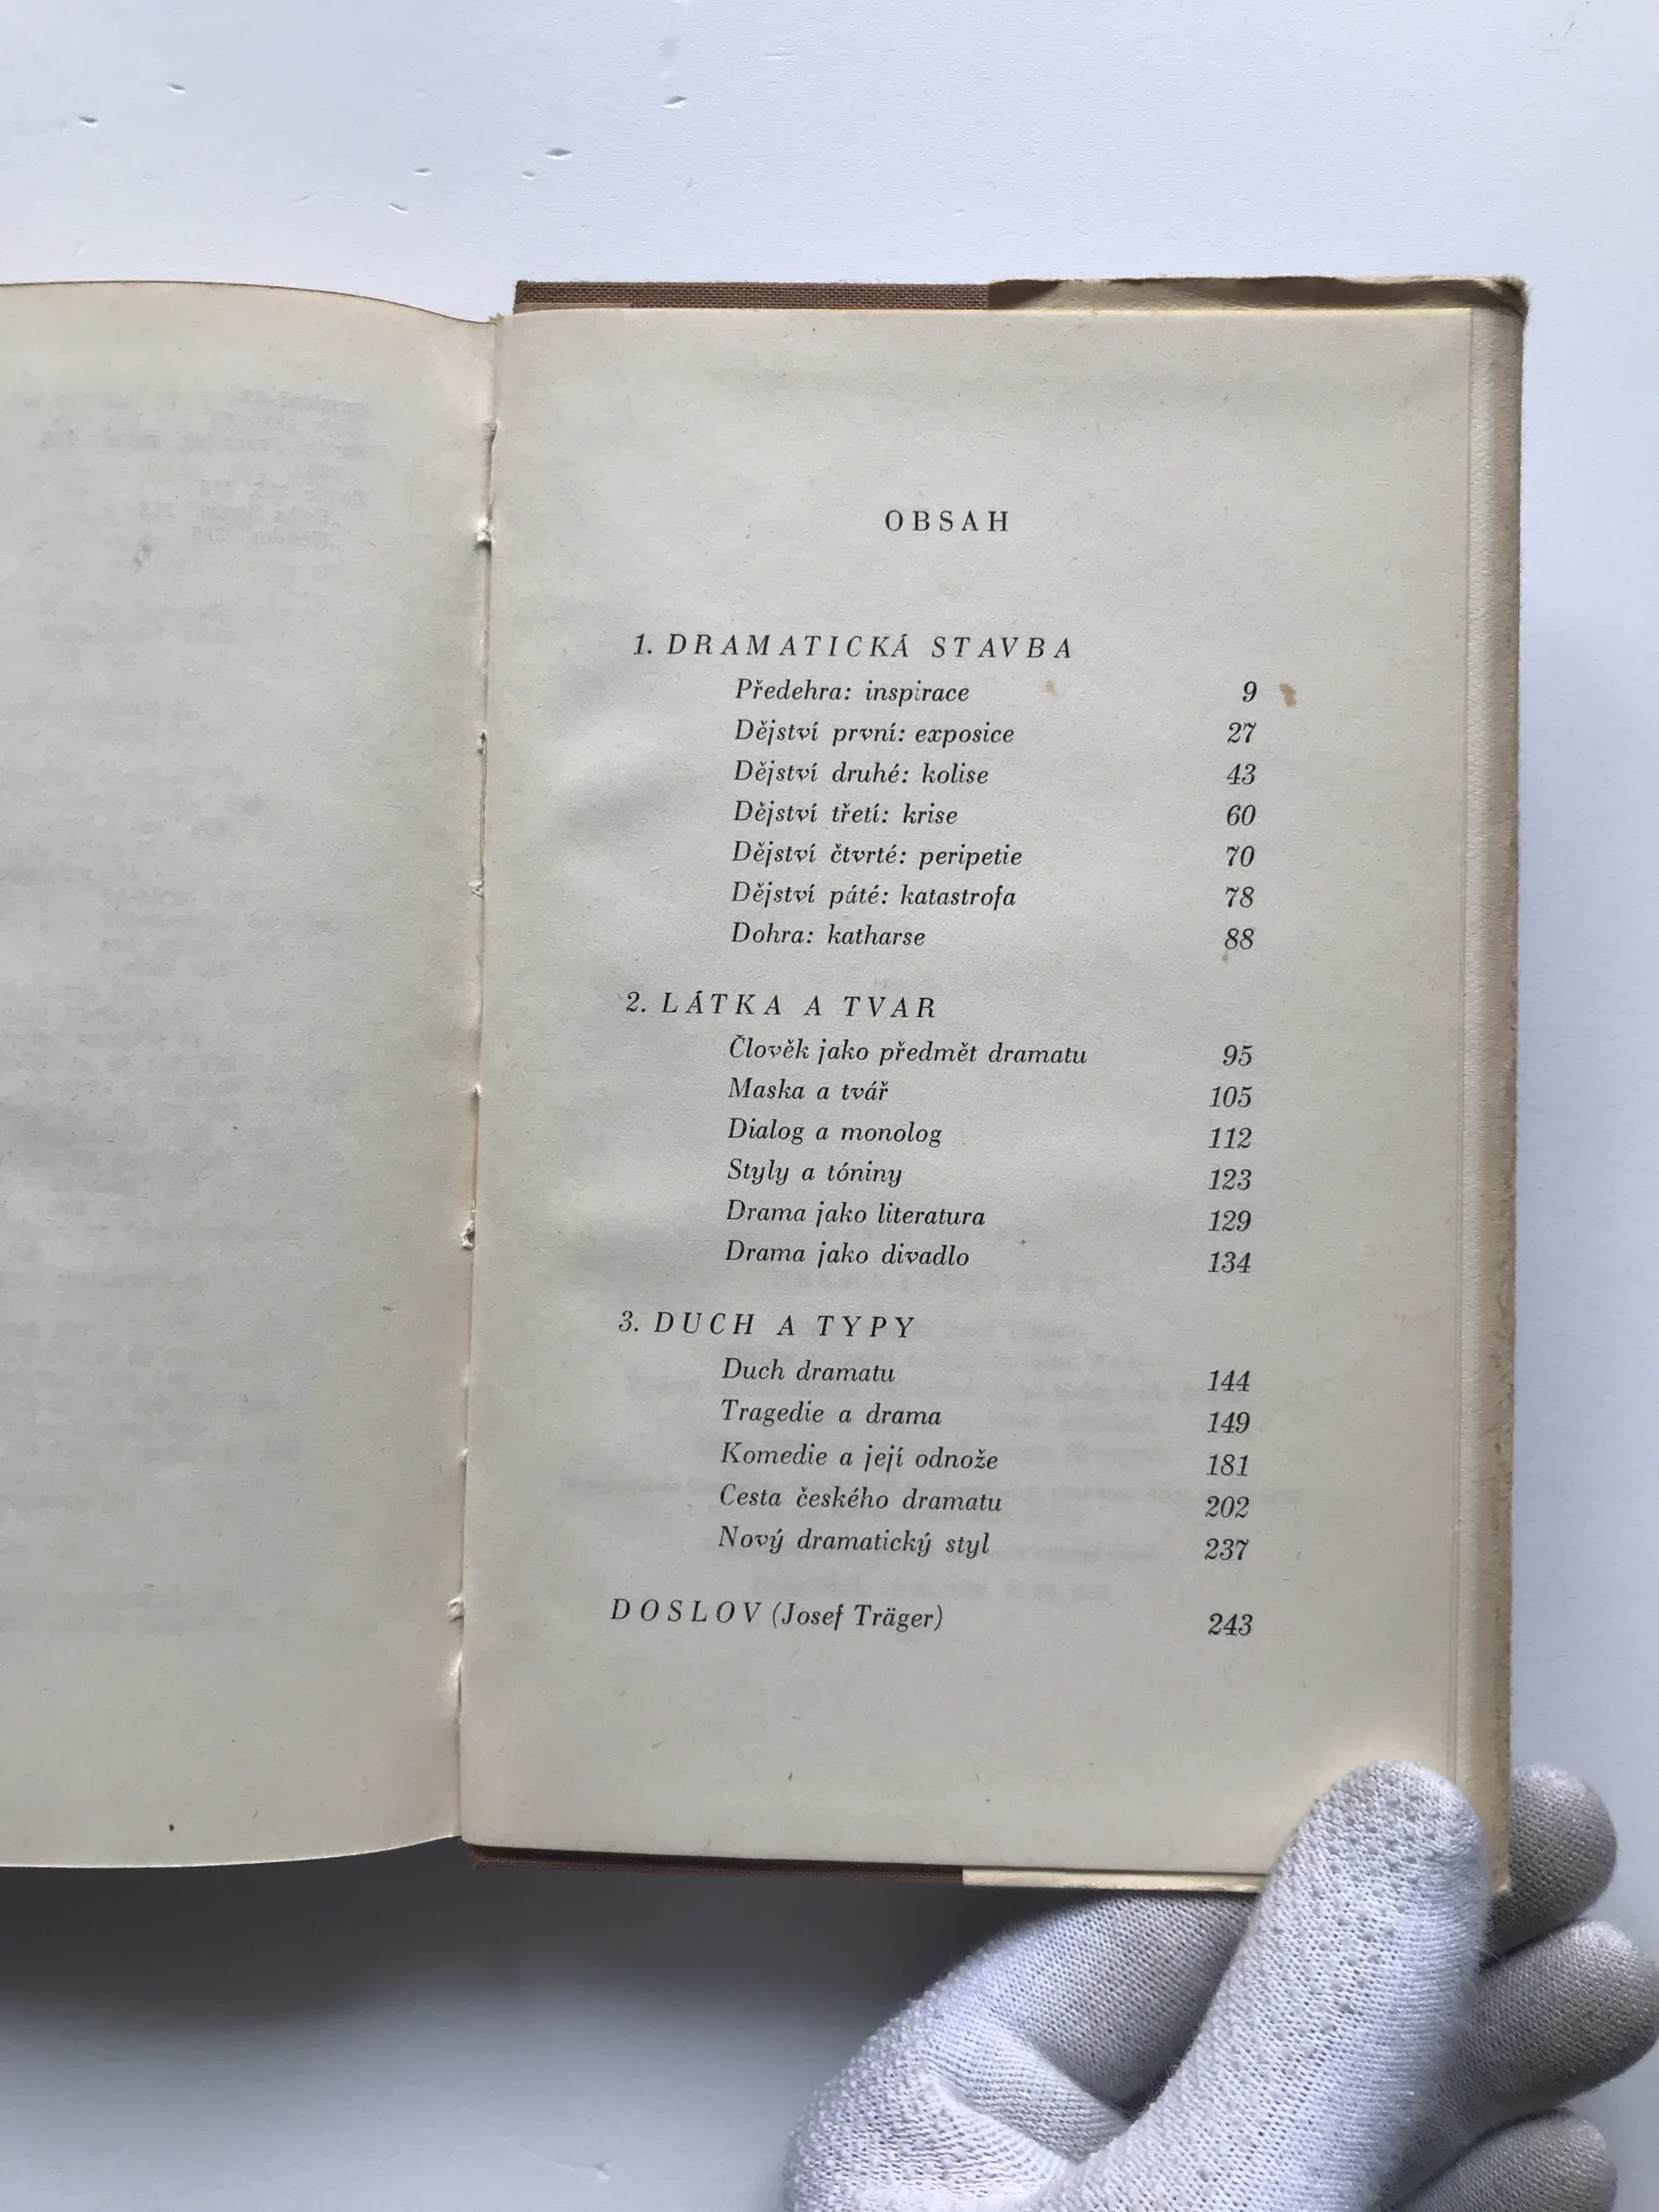 OBSAH
1. DRAMATICKÁ STAVBA
Předehra: inspirace 9
Dějství první: exposice 27
Dějství druhé: kolise 43
Dějství třetí: krise 60
Dějství čtvrté: peripetie 70
Dějství páté: katastrofa 78
Dohra: katharse 88
2. LÁTKA A TVAR
Člověk jako předmět dramatu 95
Maska a tvář 105
Dialog a monolog 112
Styly a tóniny 123
Drama jako literatura 129
Drama jako divadlo 134
3. DUCH A TYPY
Duch dramatu 144
Tragedie a drama 149
Komedie a její odnože 181
Cesta českého dramatu 202
Nový dramatický styl 237
DOSLOV (Josef Träger) 243